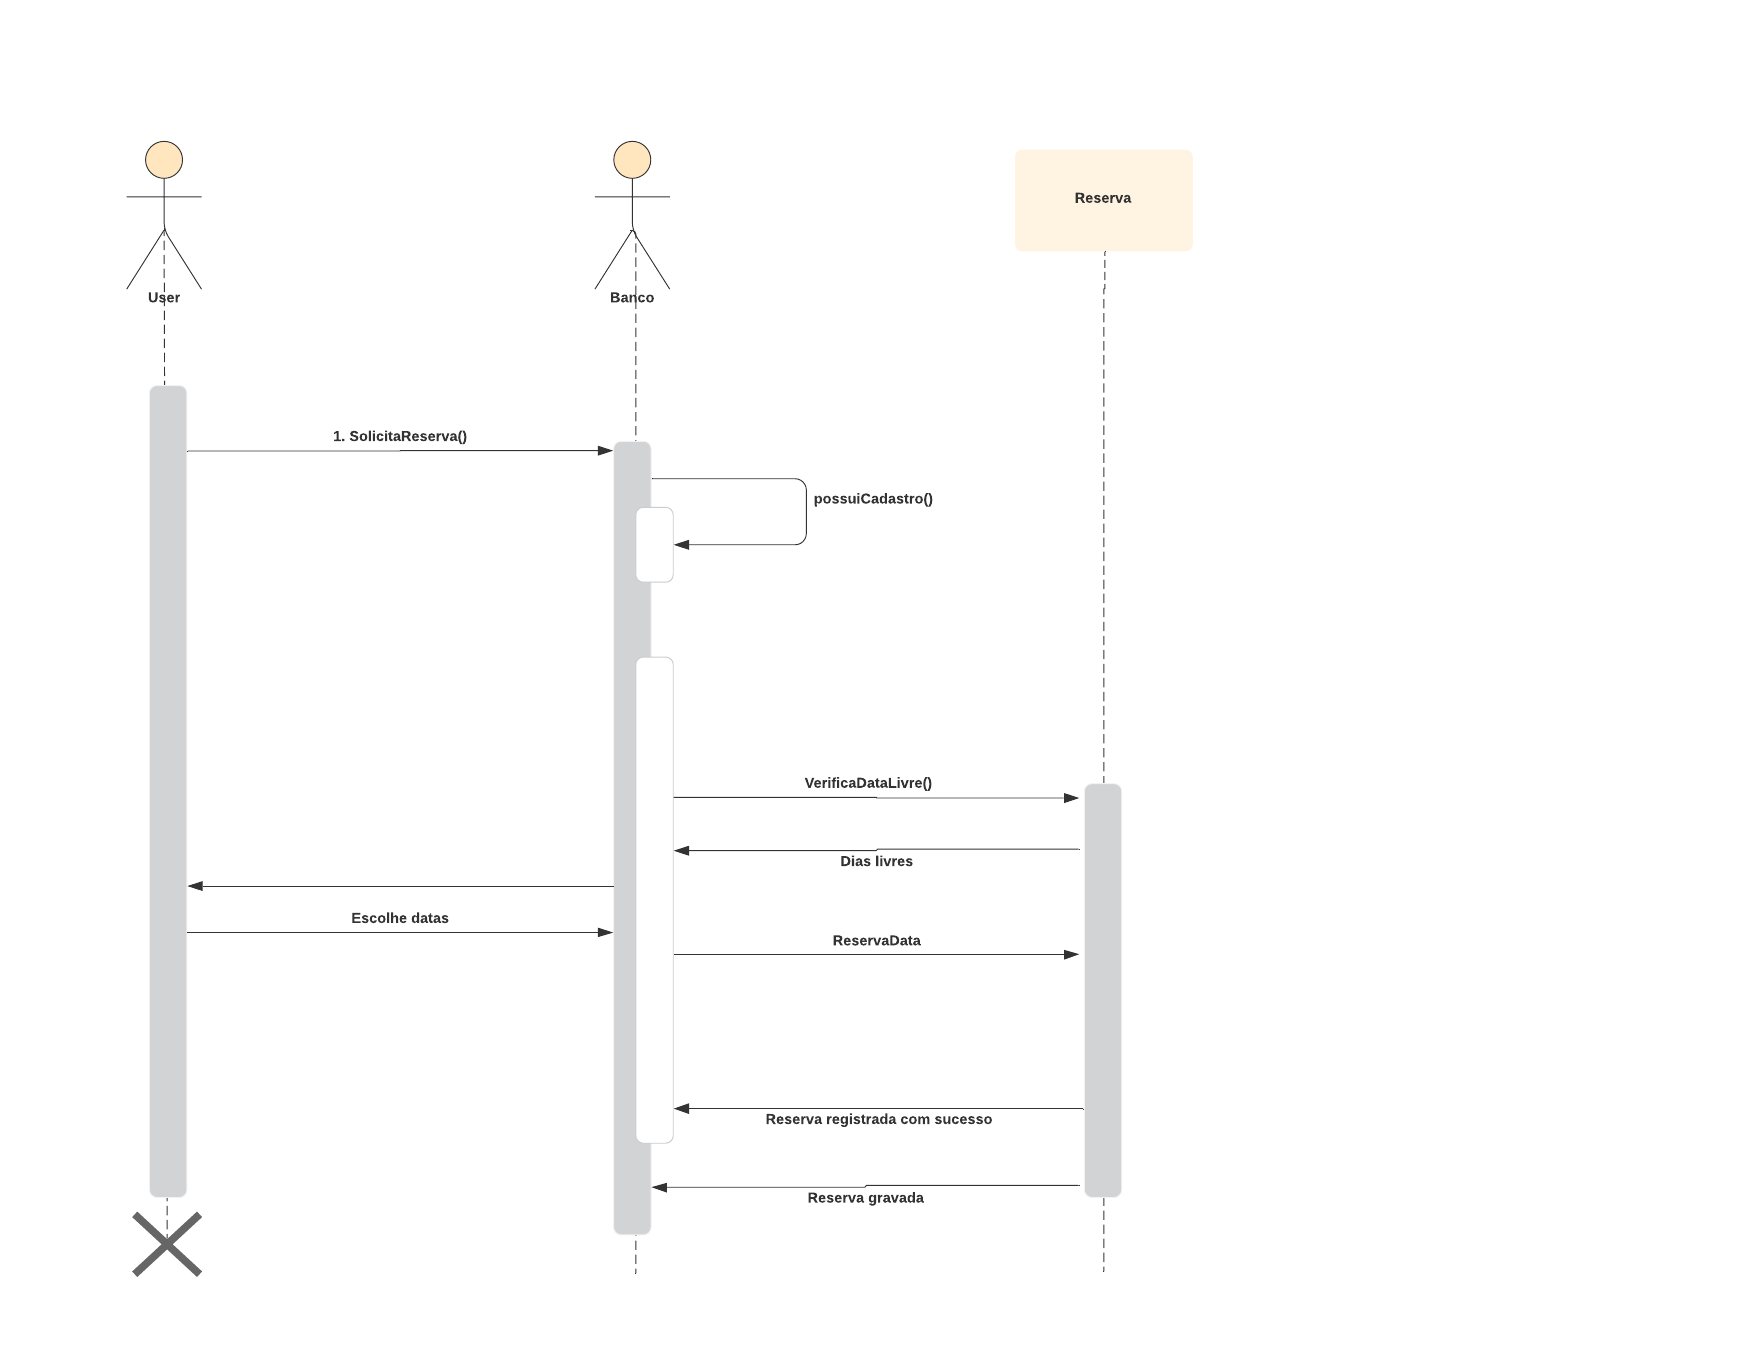 Reserva
User
Banco
1. SolicitaReserva()
possuiCadastro()
VerificaDataLivre()
Dias livres
Escolhe datas
ReservaData
Reserva registrada com sucesso
Reserva gravada